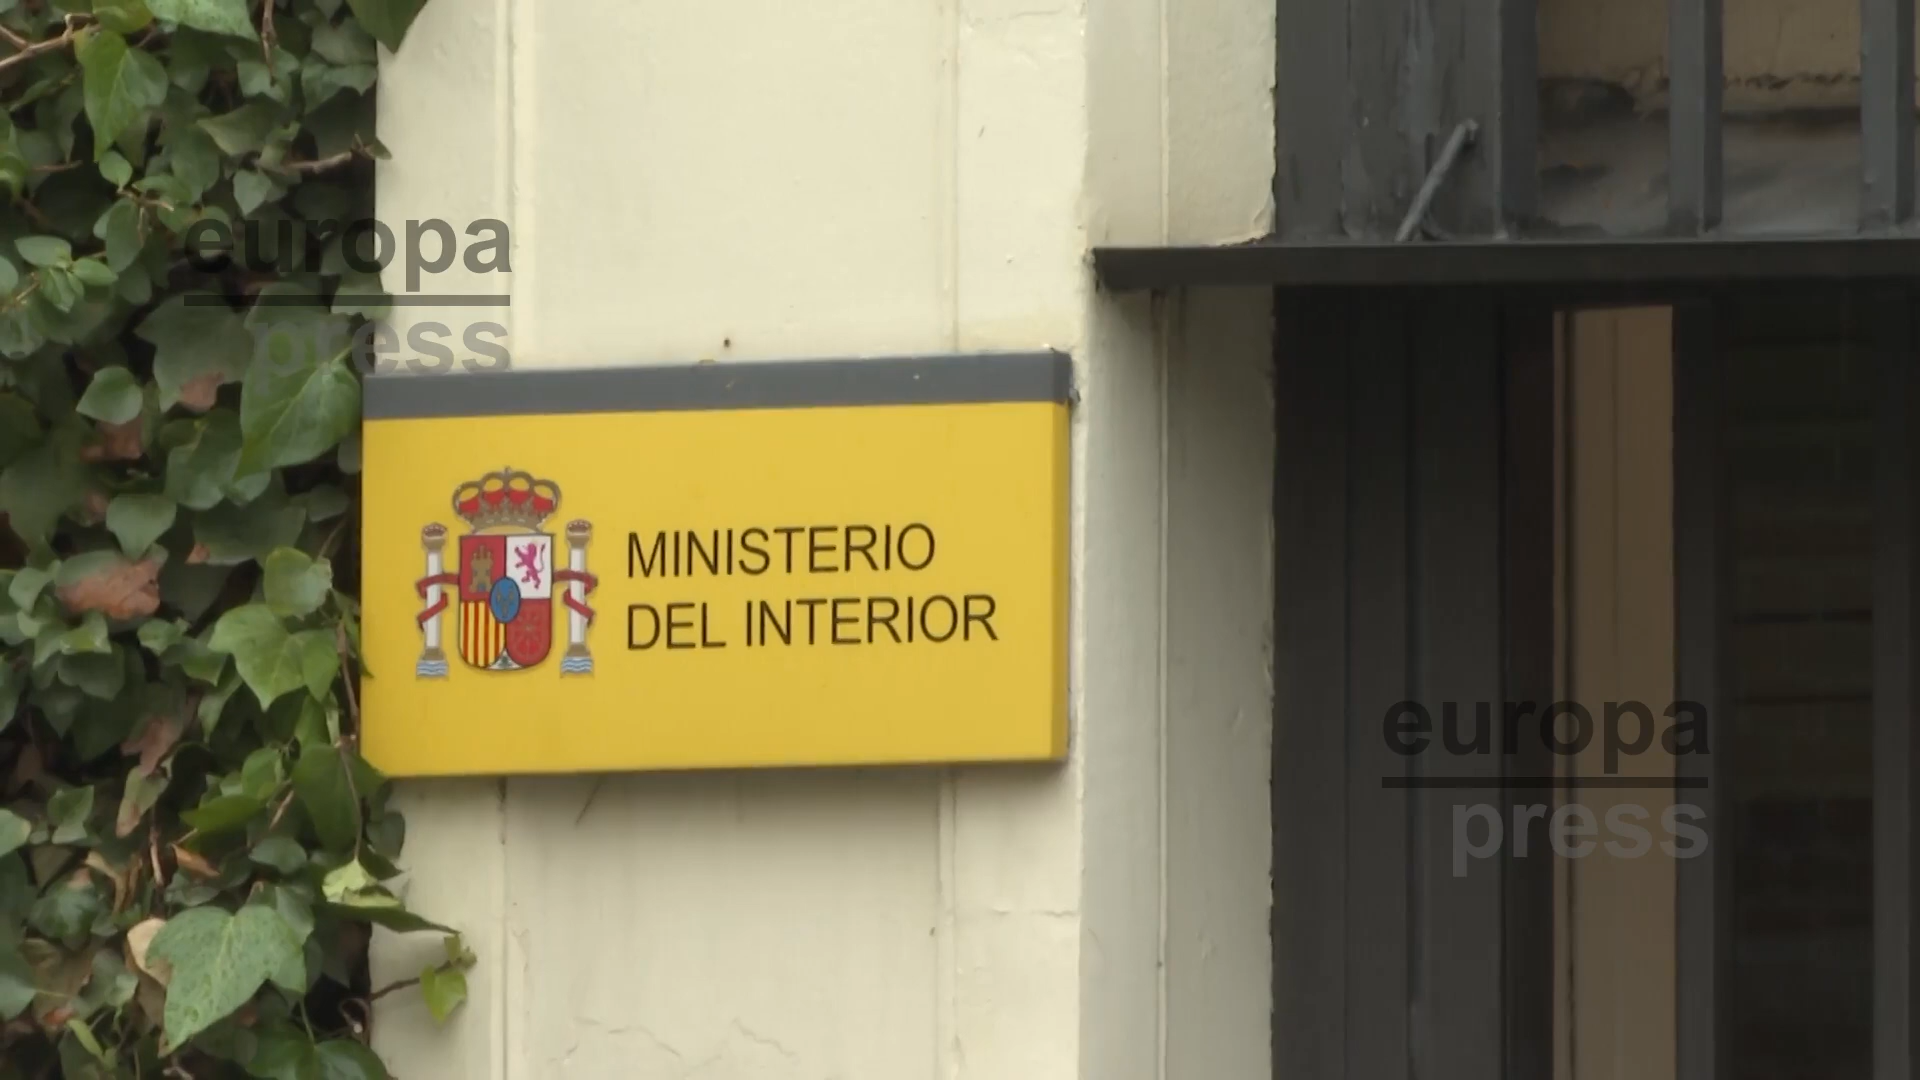 europa
press
MINISTERIO
DEL INTERIOR
europa
press